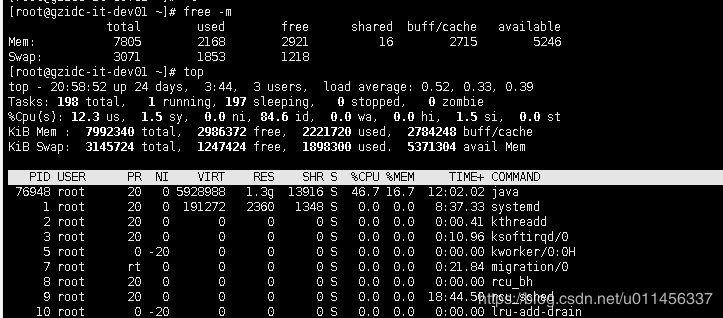 [root@gzidc-it-dev01 ~]# free -m
total used free shared buff/cache available
Mem: 7805 2168 2921 16 2715 5246
Swap: 3071 1853 1218
[root@gzidc-it-dev01 ~]# top
top - 20:58:52 up 24 days, 3:44, 3 users, load average: 0.52, 0.33, 0.39
Tasks: 198 total, 1 running, 197 sleeping, 0 stopped, 0 zombie
%Cpu(s): 12.3 us, 1.5 sy, 0.0 ni, 84.6 id, 0.0 wa, 0.0 hi, 1.5 si, 0.0 st
KiB Mem : 7992340 total, 2986372 free, 2221720 used, 2784248 buff/cache
KiB Swap: 3145724 total, 1247424 free, 1898300 used. 5371304 avail Mem
PID USER PR NI VIRT RES SHR S %CPU %MEM TIME+ COMMAND
76948 root 20 0 5928988 1.3g 13916 S 46.7 16.7 12:02.02 java
1 root 20 0 191272 2360 1348 S 0.0 0.0 8:37.33 systemd
2 root 20 0 0 0 0 S 0.0 0.0 0:00.41 kthreadd
3 root 20 0 0 0 0 S 0.0 0.0 0:10.96 ksoftirqd/0
5 root 0 -20 0 0 0 S 0.0 0.0 0:00.00 kworker/0:0H
7 root rt 0 0 0 0 S 0.0 0.0 0:21.84 migration/0
8 root 20 0 0 0 0 S 0.0 0.0 0:00.00 rcu_bh
9 root 20 0 0 0 0 S 0.0 0.0 18:44.50 rcu_sched
10 root 0 -20 0 0 0 S 0.0 0.0 0:00.00 lru-add-drain
https://blog.csdn.net/u011456337